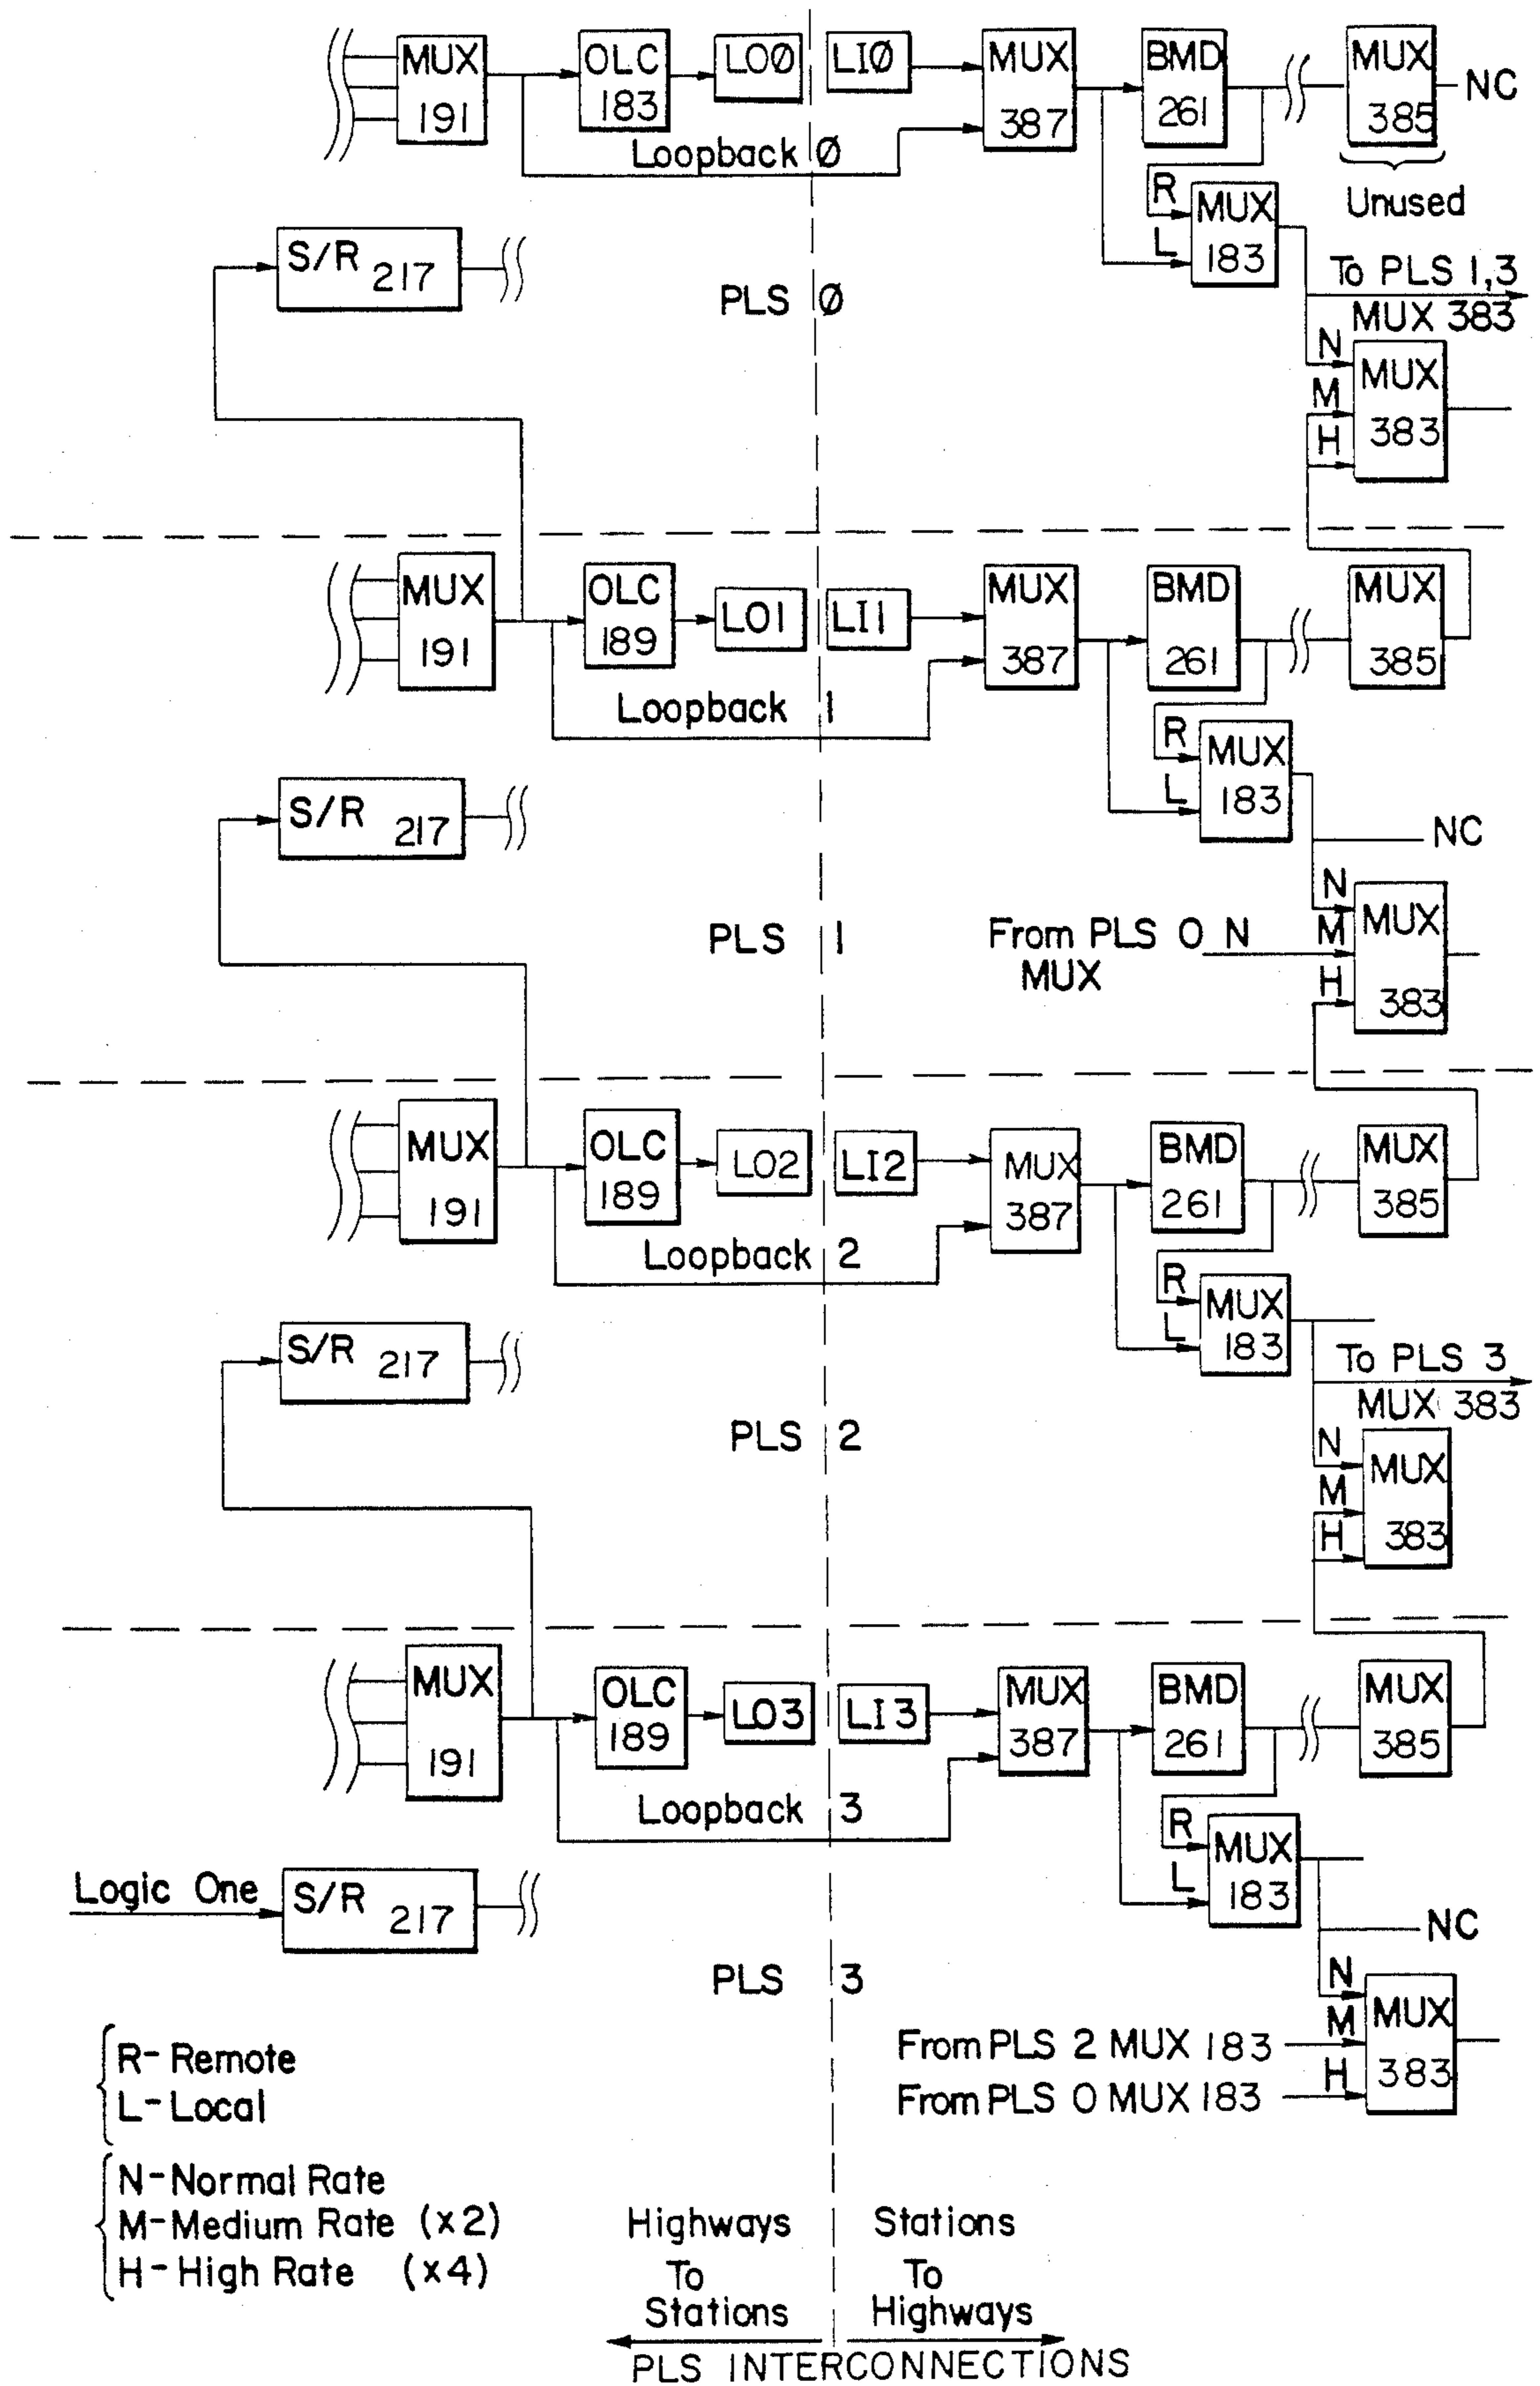 MUX 191
OLC 183
LOØ
LIØ
MUX 387
BMD 261
MUX 385
NC
Loopback Ø
R
L
MUX 183
Unused
S/R 217
PLS Ø
To PLS 1,3
MUX 383
N
M
H
MUX 383
MUX 191
OLC 189
LO1
LI1
MUX 387
BMD 261
MUX 385
Loopback 1
R
L
MUX 183
S/R 217
NC
PLS 1
From PLS 0 N
MUX
N
M
H
MUX 383
MUX 191
OLC 189
LO2
LI2
MUX 387
BMD 261
MUX 385
Loopback 2
R
L
MUX 183
S/R 217
To PLS 3
MUX 383
PLS 2
N
M
H
MUX 383
MUX 191
OLC 189
LO3
LI3
MUX 387
BMD 261
MUX 385
Loopback 3
R
L
MUX 183
Logic One
S/R 217
NC
PLS 3
N
M
H
MUX 383
From PLS 2 MUX 183
From PLS 0 MUX 183
R-Remote
L-Local
N-Normal Rate
M-Medium Rate (x2)
H-High Rate (x4)
Highways
To
Stations
Stations
To
Highways
PLS INTERCONNECTIONS